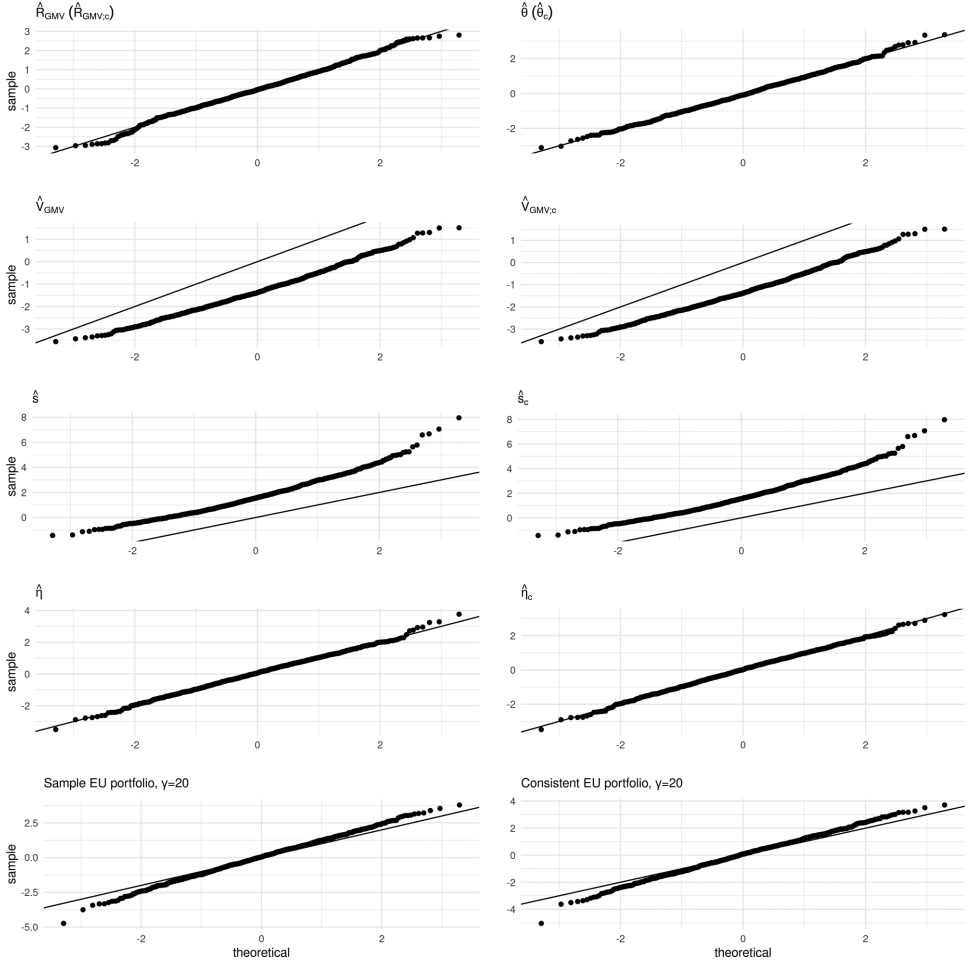 R̂GMV (R̂GMV;c)
sample
3
2
1
0
-1
-2
-3
-2 0 2
θ̂ (θ̂c)
2
0
-2
-2 0 2
V̂GMV
sample
1
0
-1
-2
-3
-2 0 2
V̂GMV;c
1
0
-1
-2
-3
-2 0 2
ŝ
sample
8
6
4
2
0
-2 0 2
ŝc
8
6
4
2
0
-2 0 2
η̂
sample
4
2
0
-2
-2 0 2
η̂c
2
0
-2
-2 0 2
Sample EU portfolio, γ=20
sample
2.5
0.0
-2.5
-5.0
-2 0 2
theoretical
Consistent EU portfolio, γ=20
4
2
0
-2
-4
-2 0 2
theoretical